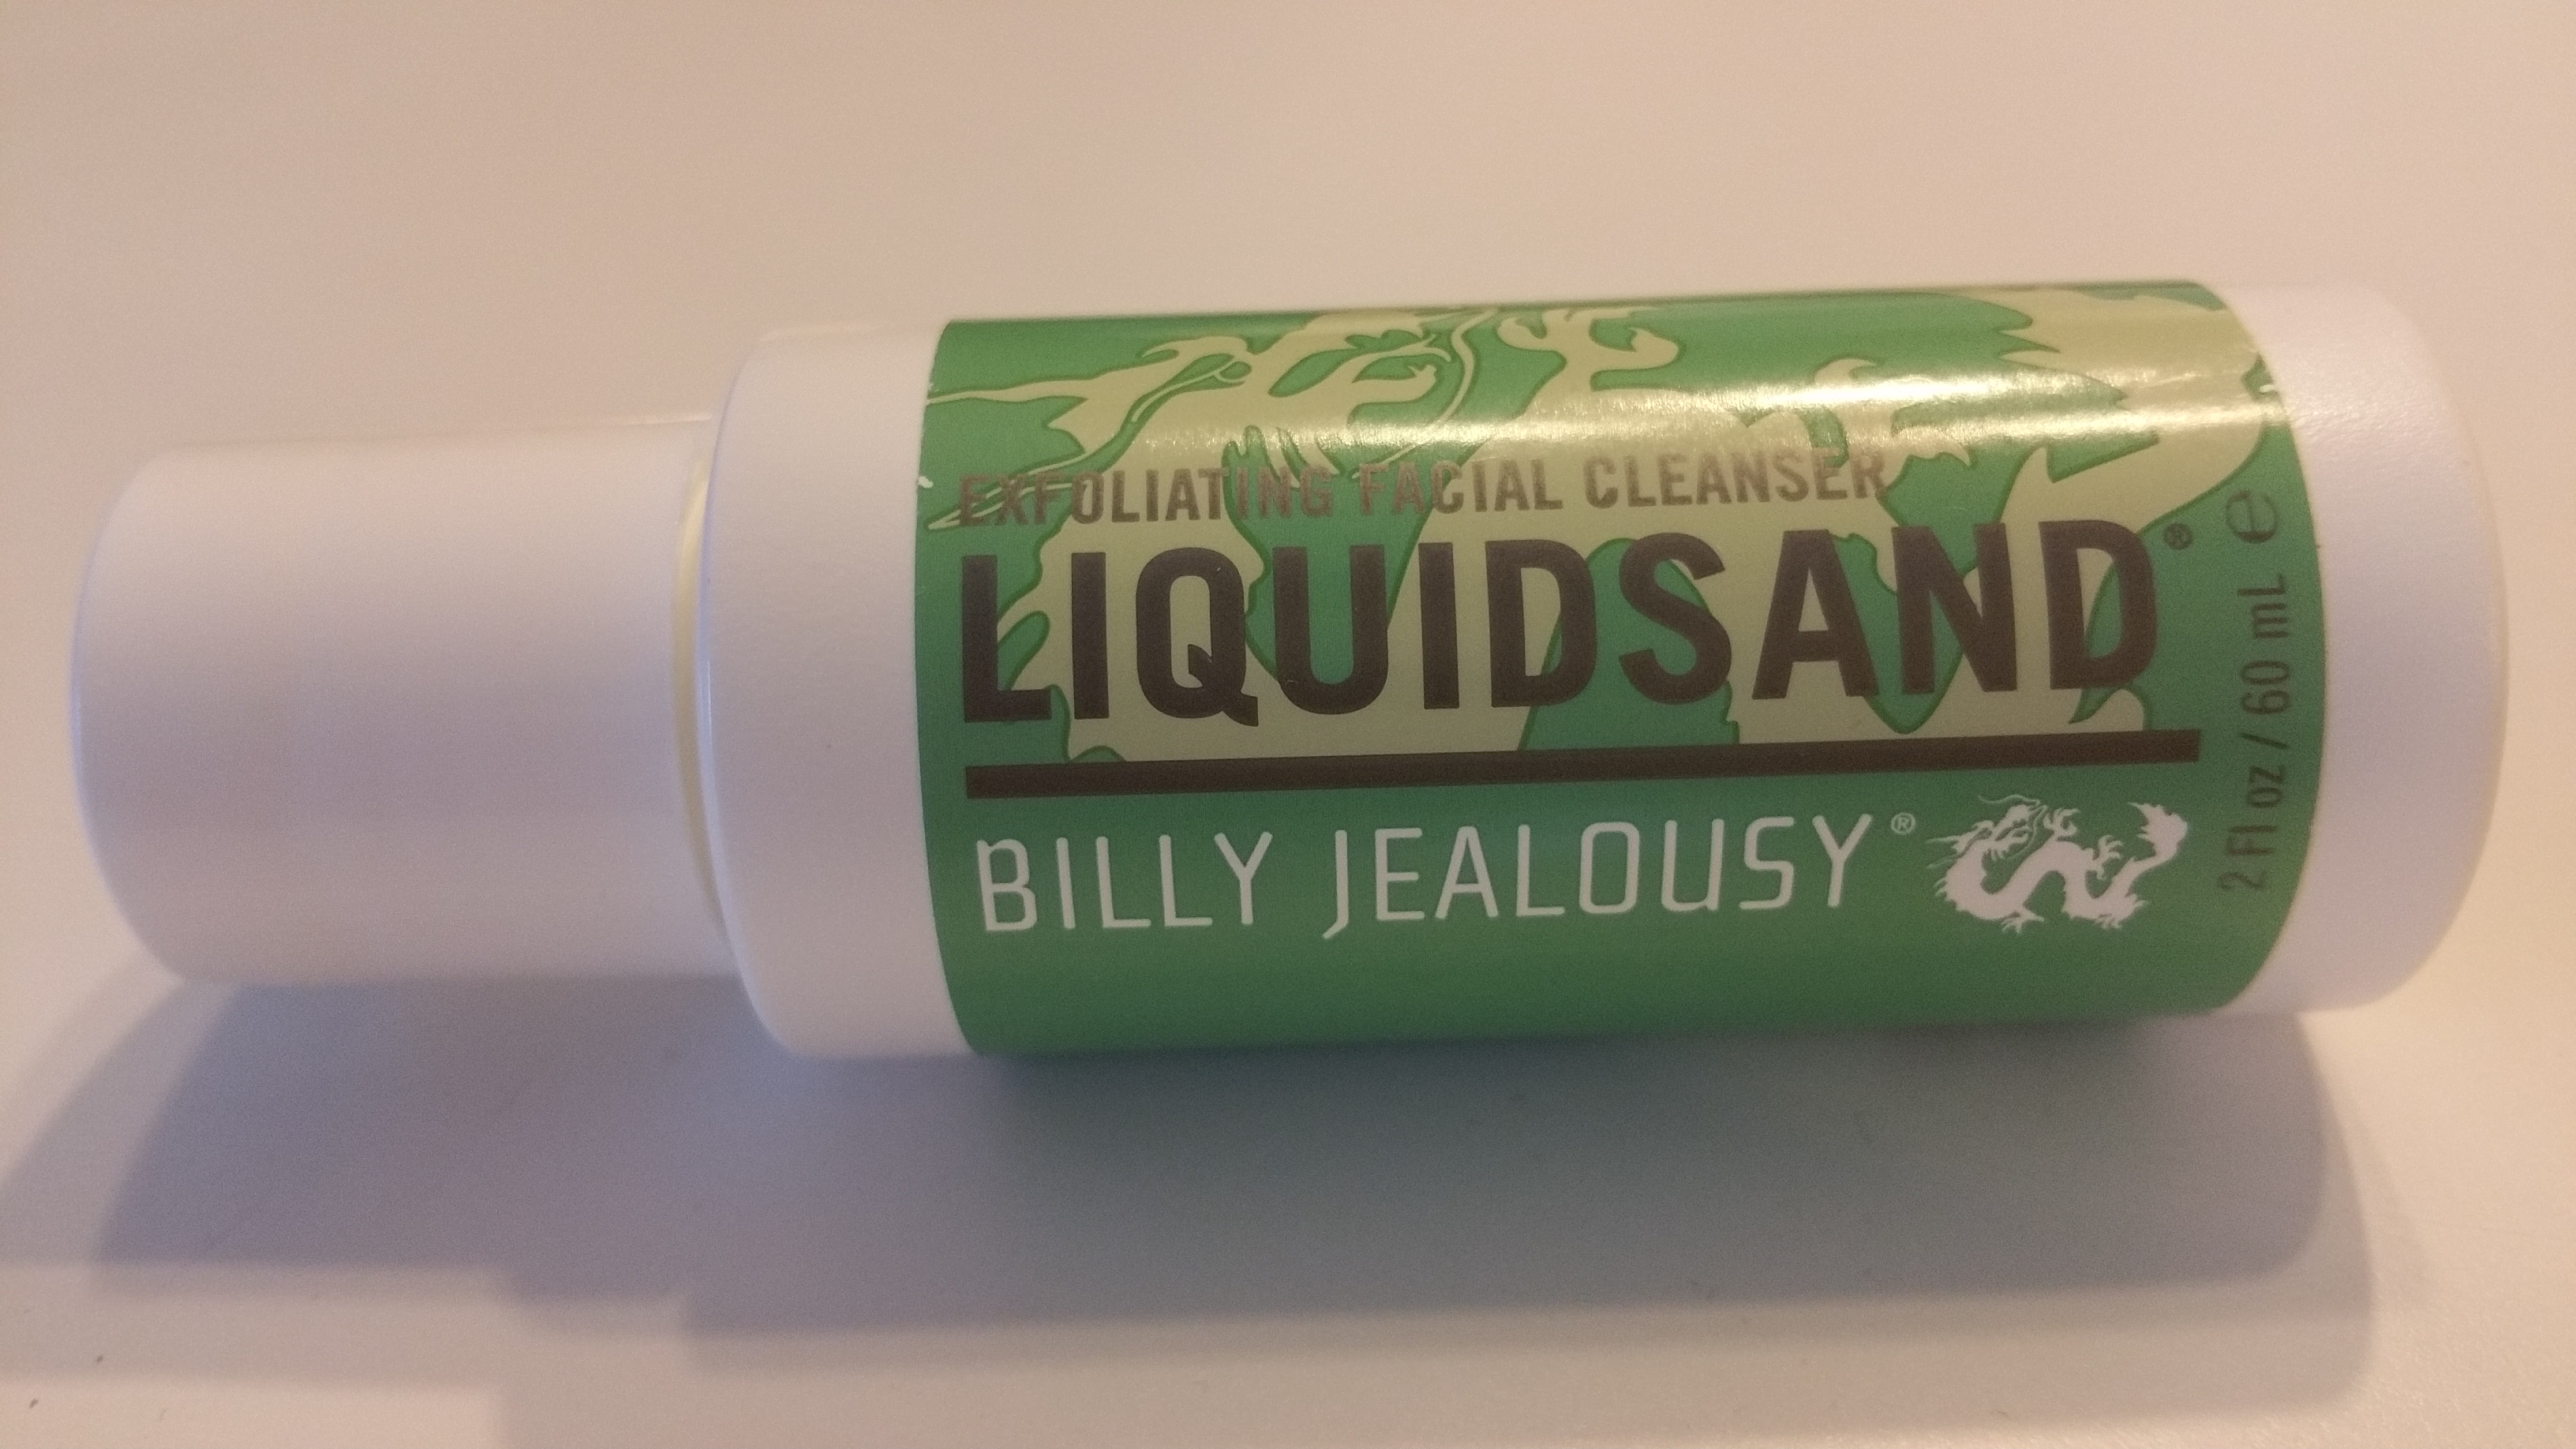 EXFOLIATING FACIAL CLEANSER
LIQUIDSAND®
BILLY JEALOUSY®
2 Fl oz / 60 mL ℮